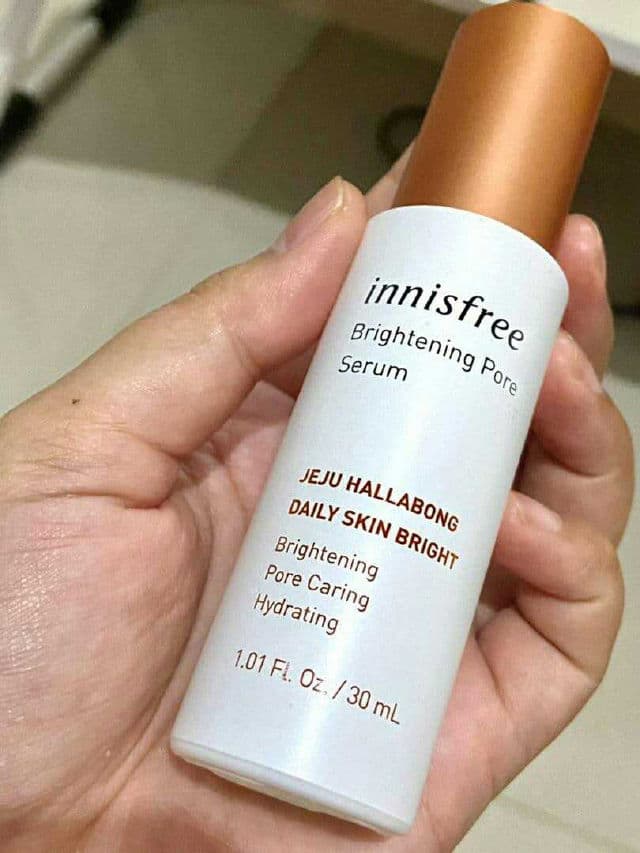 innisfree
Brightening Pore
Serum
JEJU HALLABONG
DAILY SKIN BRIGHT
Brightening
Pore Caring
Hydrating
1.01 Fl. Oz. / 30 mL